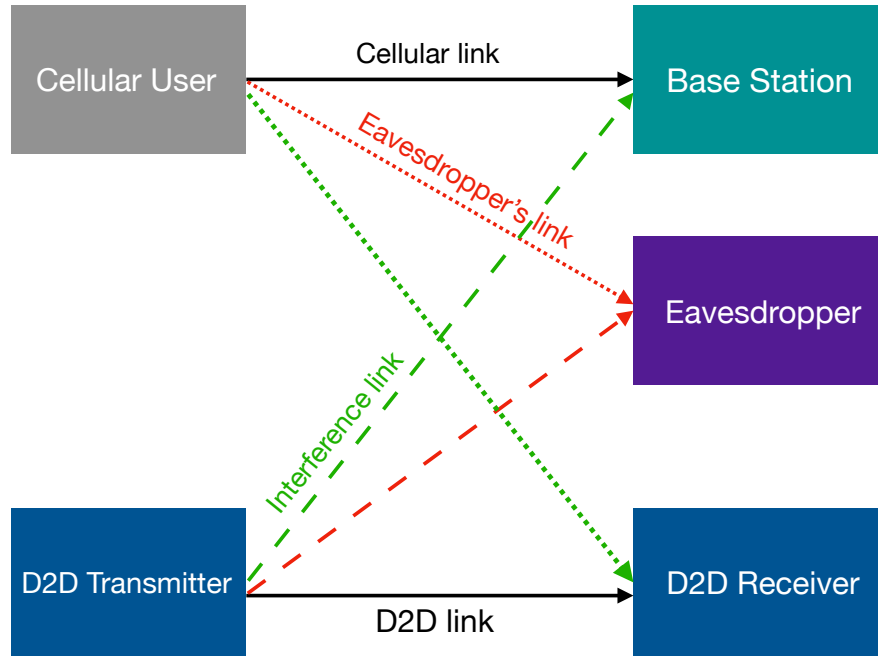 Cellular User
Cellular link
Base Station
Eavesdropper's link
Eavesdropper
Interference link
D2D Transmitter
D2D link
D2D Receiver